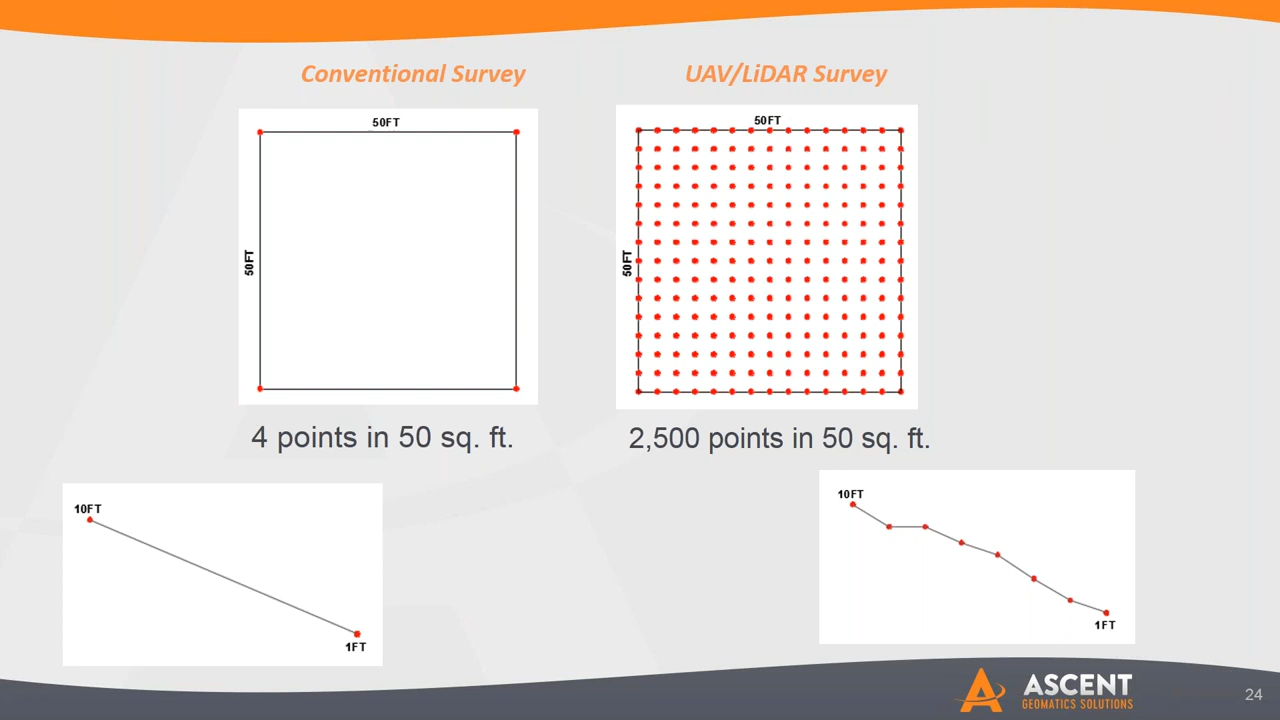 Conventional Survey
UAV/LiDAR Survey
50FT
50FT
50FT
50FT
4 points in 50 sq. ft.
2,500 points in 50 sq. ft.
10FT
1FT
10FT
1FT
ASCENT
GEOMATICS SOLUTIONS
24